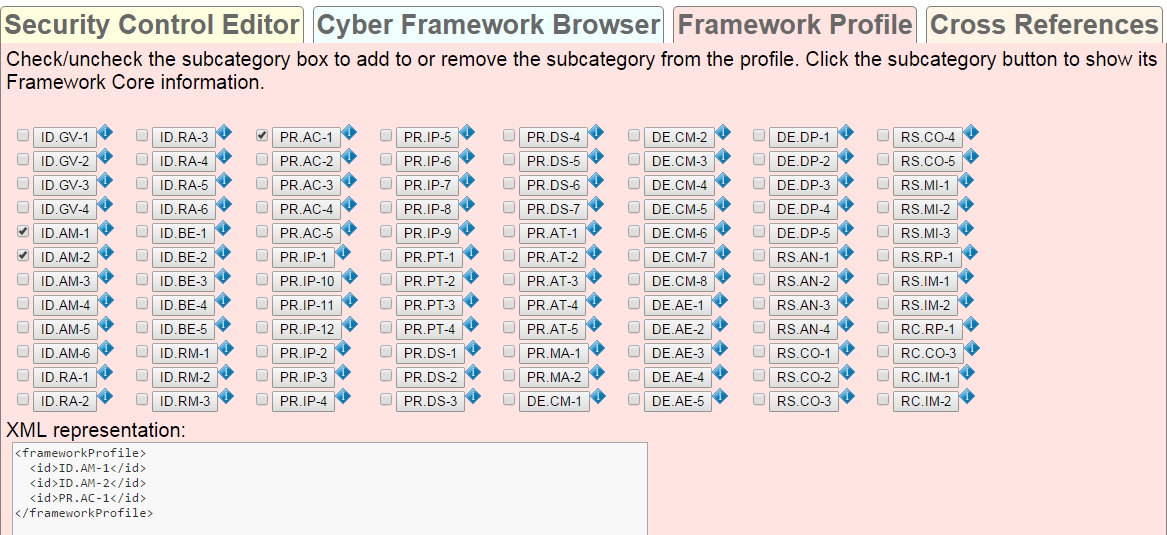 Security Control Editor Cyber Framework Browser Framework Profile Cross References
Check/uncheck the subcategory box to add to or remove the subcategory from the profile. Click the subcategory button to show its
Framework Core information.
ID.GV-1 ID.RA-3 PR.AC-1 PR.IP-5 PR.DS-4 DE.CM-2 DE.DP-1 RS.CO-4
ID.GV-2 ID.RA-4 PR.AC-2 PR.IP-6 PR.DS-5 DE.CM-3 DE.DP-2 RS.CO-5
ID.GV-3 ID.RA-5 PR.AC-3 PR.IP-7 PR.DS-6 DE.CM-4 DE.DP-3 RS.MI-1
ID.GV-4 ID.RA-6 PR.AC-4 PR.IP-8 PR.DS-7 DE.CM-5 DE.DP-4 RS.MI-2
ID.AM-1 ID.BE-1 PR.AC-5 PR.IP-9 PR.AT-1 DE.CM-6 DE.DP-5 RS.MI-3
ID.AM-2 ID.BE-2 PR.IP-1 PR.PT-1 PR.AT-2 DE.CM-7 RS.AN-1 RS.RP-1
ID.AM-3 ID.BE-3 PR.IP-10 PR.PT-2 PR.AT-3 DE.CM-8 RS.AN-2 RS.IM-1
ID.AM-4 ID.BE-4 PR.IP-11 PR.PT-3 PR.AT-4 DE.AE-1 RS.AN-3 RS.IM-2
ID.AM-5 ID.BE-5 PR.IP-12 PR.PT-4 PR.AT-5 DE.AE-2 RS.AN-4 RC.RP-1
ID.AM-6 ID.RM-1 PR.IP-2 PR.DS-1 PR.MA-1 DE.AE-3 RS.CO-1 RC.CO-3
ID.RA-1 ID.RM-2 PR.IP-3 PR.DS-2 PR.MA-2 DE.AE-4 RS.CO-2 RC.IM-1
ID.RA-2 ID.RM-3 PR.IP-4 PR.DS-3 DE.CM-1 DE.AE-5 RS.CO-3 RC.IM-2
XML representation:
<frameworkProfile>
  <id>ID.AM-1</id>
  <id>ID.AM-2</id>
  <id>PR.AC-1</id>
</frameworkProfile>